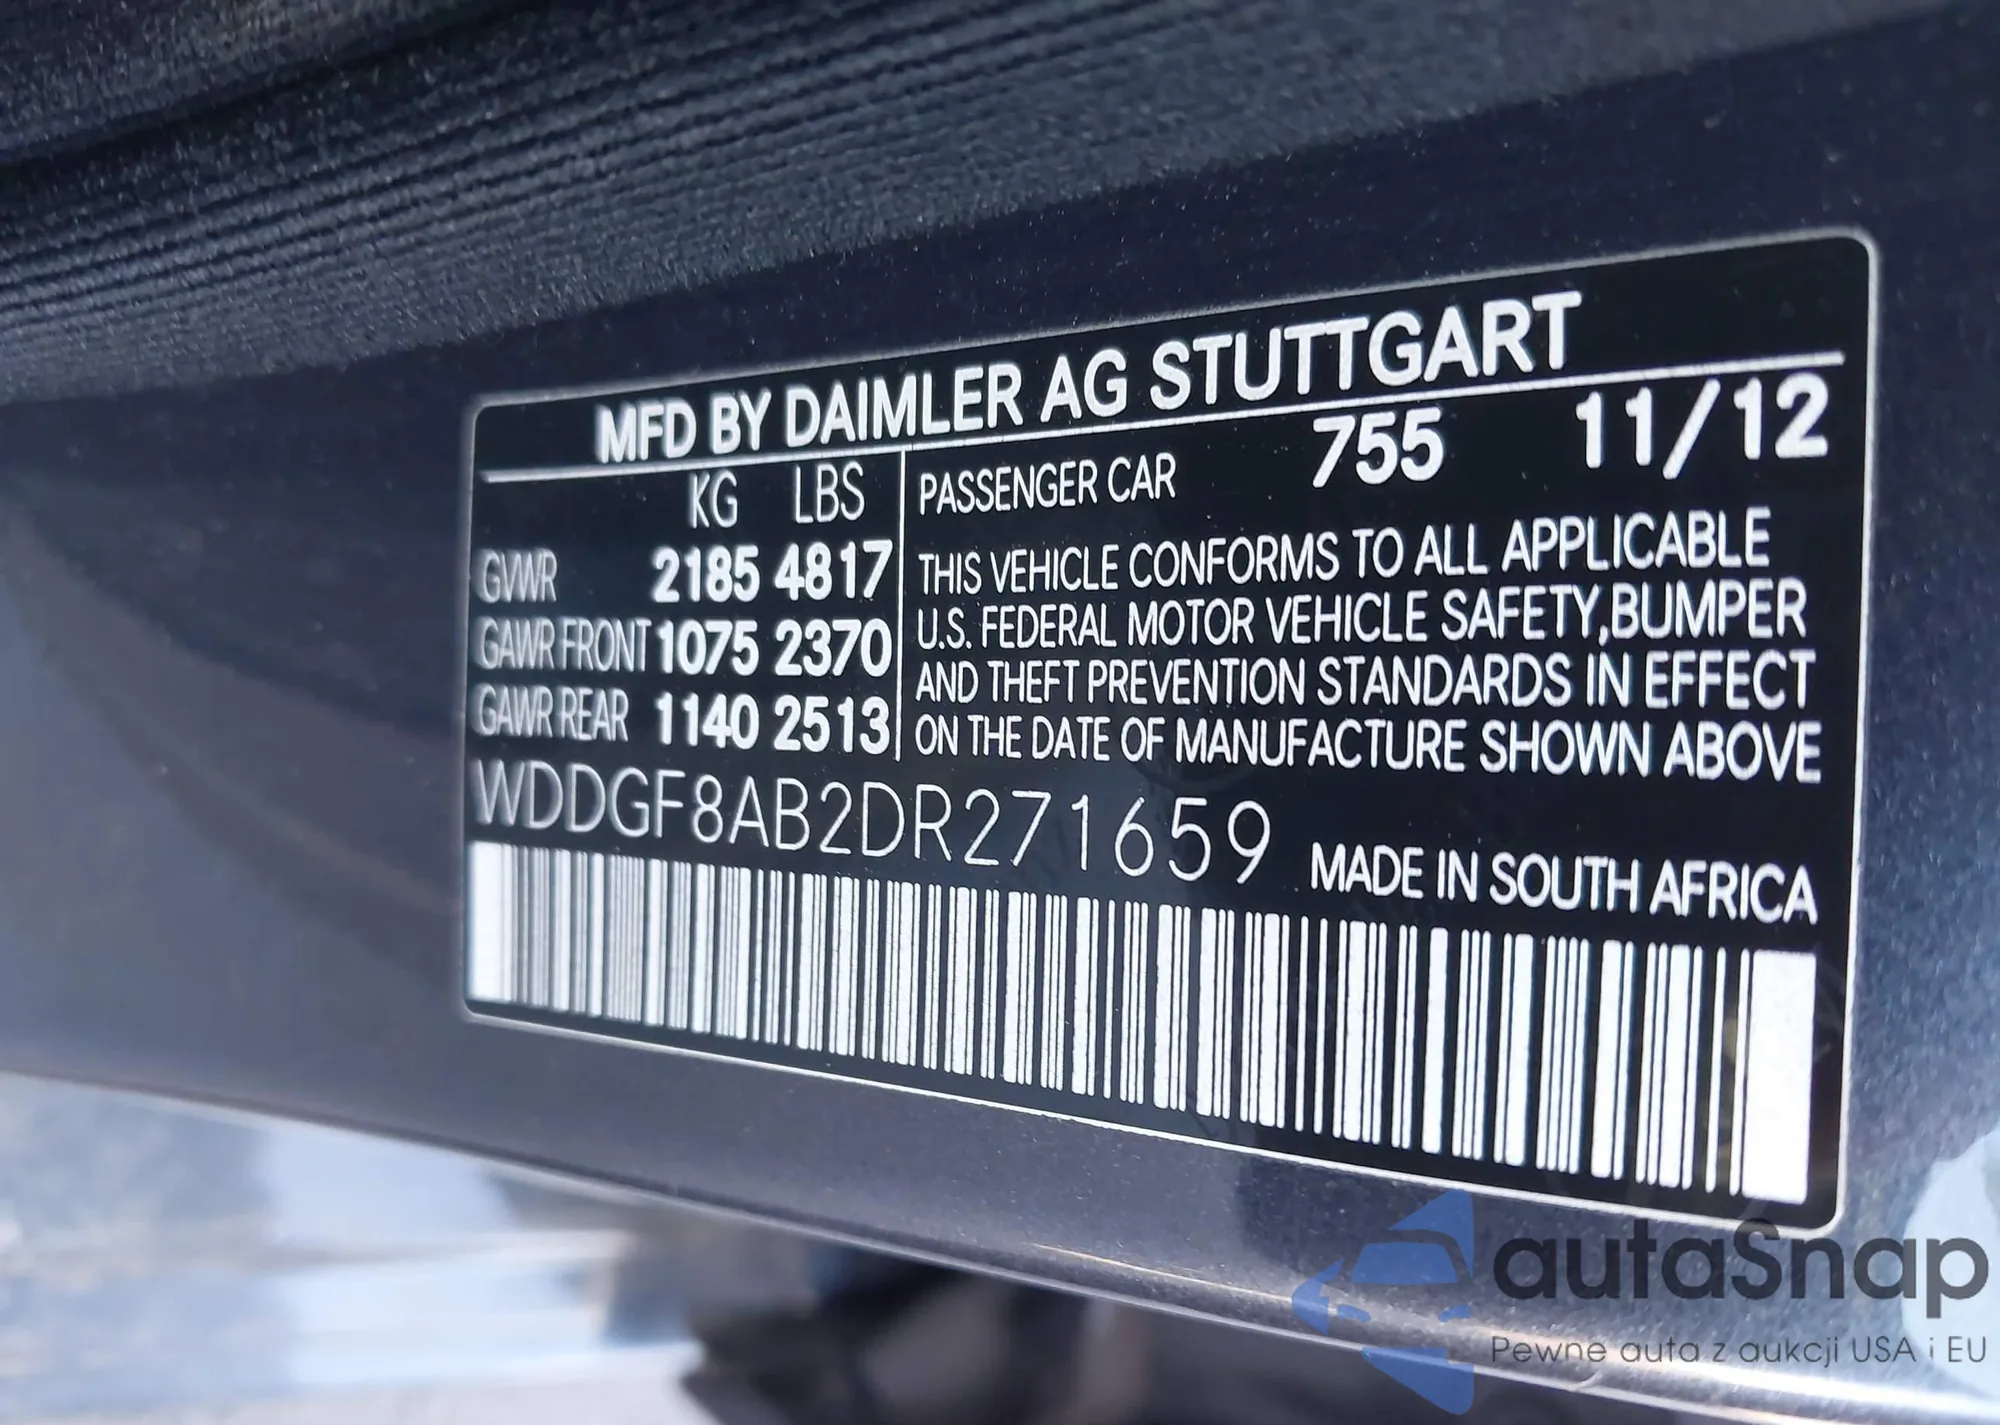 MFD BY DAIMLER AG STUTTGART
KG LBS
GVWR 2185 4817
GAWR FRONT 1075 2370
GAWR REAR 1140 2513
PASSENGER CAR 755 11/12
THIS VEHICLE CONFORMS TO ALL APPLICABLE
U.S. FEDERAL MOTOR VEHICLE SAFETY,BUMPER
AND THEFT PREVENTION STANDARDS IN EFFECT
ON THE DATE OF MANUFACTURE SHOWN ABOVE
WDDGF8AB2DR271659
MADE IN SOUTH AFRICA
autaSnap
Pewne auta z aukcji USA i EU